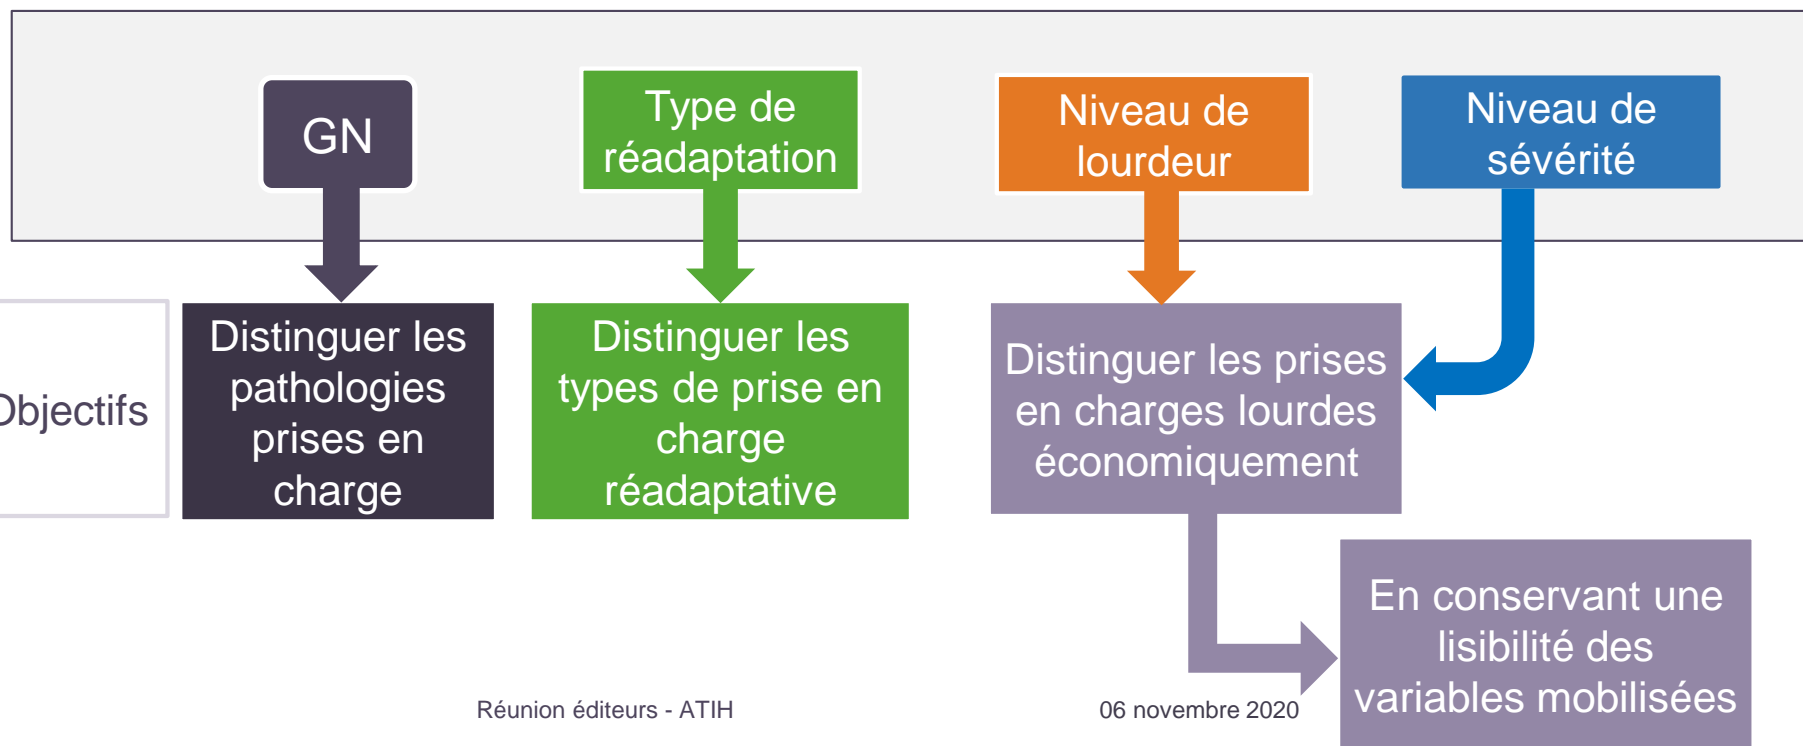 GN
Type de
réadaptation
Niveau de
lourdeur
Niveau de
sévérité
Objectifs
Distinguer les
pathologies
prises en
charge
Distinguer les
types de prise en
charge
réadaptative
Distinguer les prises
en charges lourdes
économiquement
En conservant une
lisibilité des
variables mobilisées
Réunion éditeurs - ATIH
06 novembre 2020